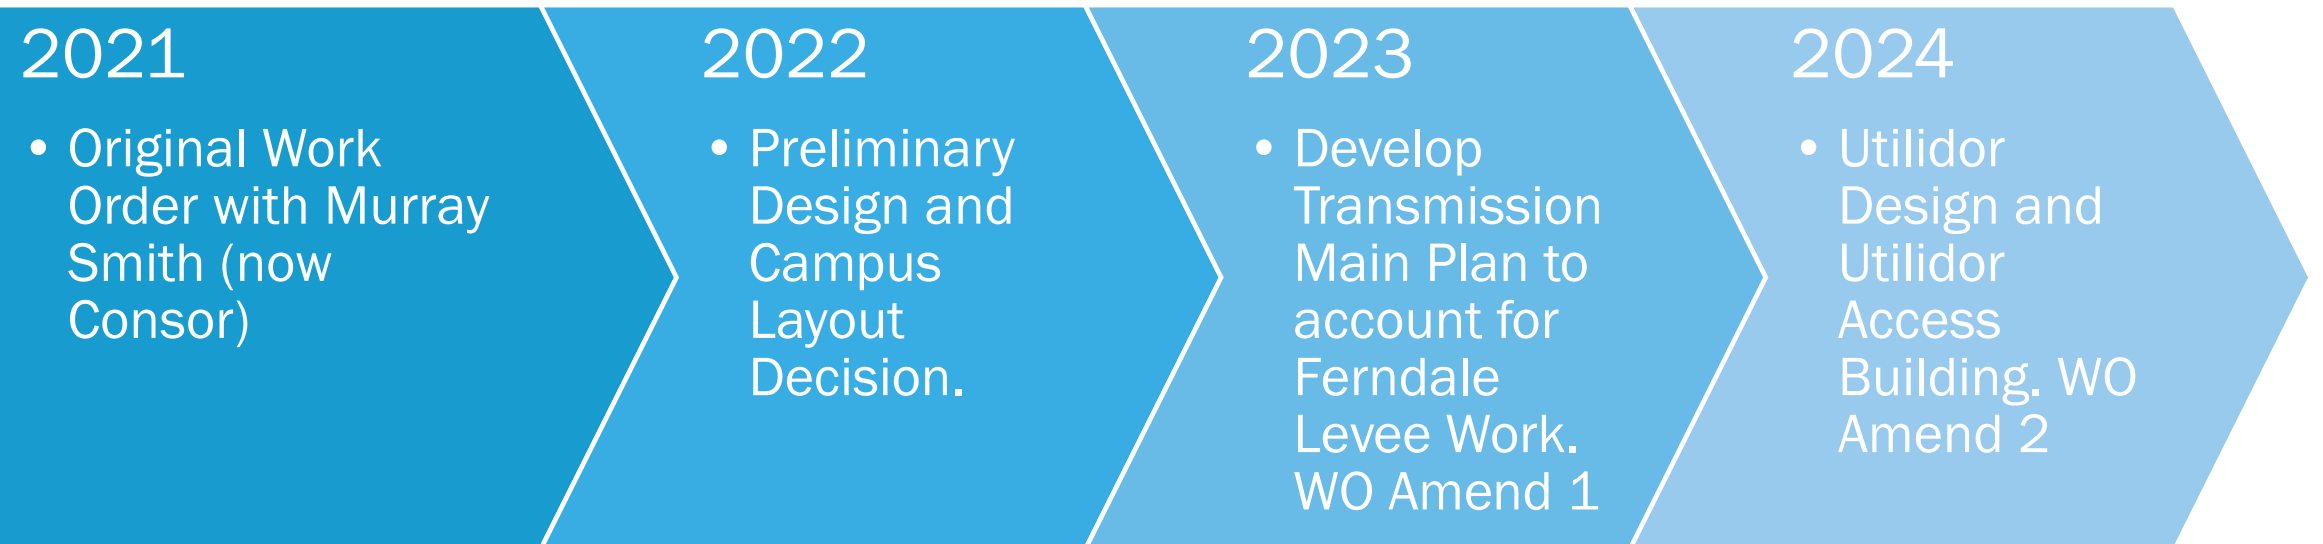 2021
• Original Work
Order with Murray
Smith (now
Consor)
2022
• Preliminary
Design and
Campus
Layout
Decision.
2023
• Develop
Transmission
Main Plan to
account for
Ferndale
Levee Work.
WO Amend 1
2024
• Utilidor
Design and
Utilidor
Access
Building. WO
Amend 2